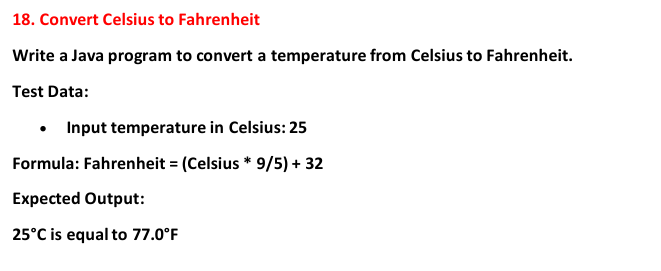 18. Convert Celsius to Fahrenheit
Write a Java program to convert a temperature from Celsius to Fahrenheit.
Test Data:
• Input temperature in Celsius: 25
Formula: Fahrenheit = (Celsius * 9/5) + 32
Expected Output:
25°C is equal to 77.0°F